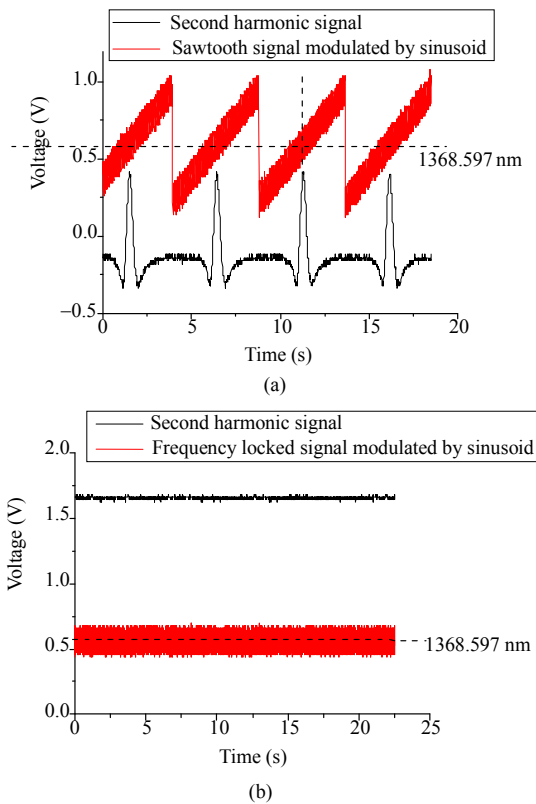 Second harmonic signal
Sawtooth signal modulated by sinusoid
1.0
0.5
0.0
−0.5
Voltage (V)
1368.597 nm
0
5
10
15
20
Time (s)
(a)
Second harmonic signal
Frequency locked signal modulated by sinusoid
2.0
1.5
1.0
0.5
0.0
Voltage (V)
1368.597 nm
0
5
10
15
20
25
Time (s)
(b)